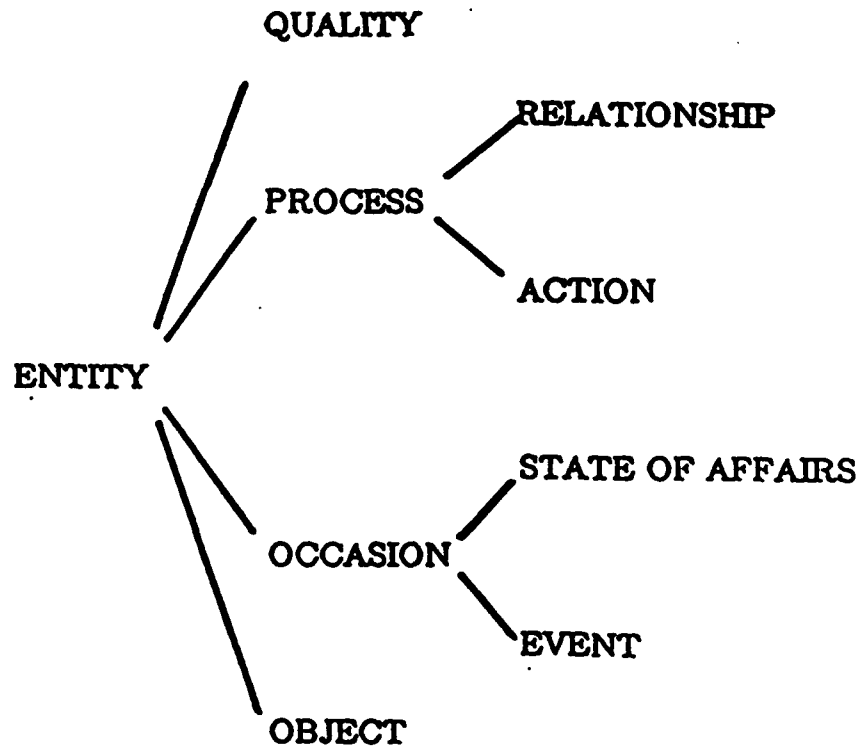 QUALITY
RELATIONSHIP
PROCESS
ACTION
ENTITY
STATE OF AFFAIRS
OCCASION
EVENT
OBJECT